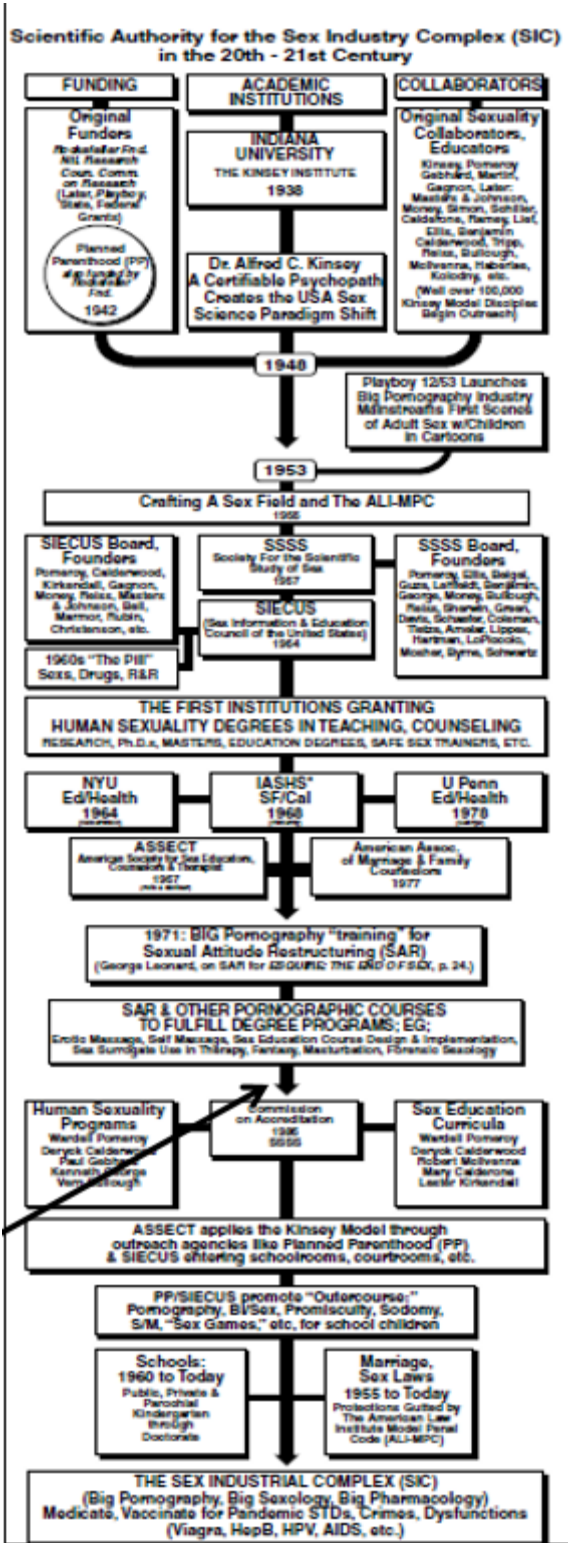 Scientific Authority for the Sex Industry Complex (SIC)
in the 20th - 21st Century
FUNDING
Original
Funders
Rockefeller Fnd.
Ntl. Research
Coun. Comm.
on Research
(Later, Playboy,
State, Federal
Grants)
Planned
Parenthood (PP)
also funded by
Rockefeller
Fnd.
1942
ACADEMIC
INSTITUTIONS
INDIANA
UNIVERSITY
THE KINSEY INSTITUTE
1938
Dr. Alfred C. Kinsey
A Certifiable Psychopath
Creates the USA Sex
Science Paradigm Shift
COLLABORATORS
Original Sexuality
Collaborators,
Educators
Kinsey, Pomeroy
Gebhard, Martin,
Gagnon, Later:
Masters & Johnson,
Money, Simon, Schiller,
Calderone, Ramey, Lief,
Ellis, Benjamin
Calderwood, Tripp,
Reiss, Bullough,
McIlvenna, Haberlae,
Kolodny, etc.
(Well over 100,000
Kinsey Model Disciples
Begin Outreach)
1948
Playboy 12/53 Launches
Big Pornography Industry
Mainstreams First Scenes
of Adult Sex w/Children
in Cartoons
1953
Crafting A Sex Field and The ALI-MPC
1955
SIECUS Board,
Founders
Pomeroy, Calderwood,
Kirkendall, Gagnon,
Money, Reiss, Masters
& Johnson, Bell,
Marmor, Rubin,
Christenson, etc.
1960s "The Pill"
Sexs, Drugs, R&R
SSSS
Society For the Scientific
Study of Sex
1957
SIECUS
(Sex Information & Education
Council of the United States)
1964
SSSS Board,
Founders
Pomeroy, Ellis, Beigel,
Guze, Benjamin,
George, Money, Bullough,
Reiss, Sherwin, Green,
Davis, Schaefer, Coleman,
Tietze, Amelar, Lippes,
Hartman, LoPiccolo,
Mosher, Byrne, Schwartz
THE FIRST INSTITUTIONS GRANTING
HUMAN SEXUALITY DEGREES IN TEACHING, COUNSELING
RESEARCH, Ph.D.s, MASTERS, EDUCATION DEGREES, SAFE SEX TRAINERS, ETC.
NYU
Ed/Health
1964
IASHS*
SF/Cal
1968
U Penn
Ed/Health
1978
ASSECT
American Society for Sex Educators,
Counselors & Therapist
1967
American Assoc.
of Marriage & Family
Counselors
1977
1971: BIG Pornography "training" for
Sexual Attitude Restructuring (SAR)
(George Leonard, on SAR for ESQUIRE: THE END OF SEX, p. 24.)
SAR & OTHER PORNOGRAPHIC COURSES
TO FULFILL DEGREE PROGRAMS; EG;
Erotic Massage, Self Massage, Sex Education Course Design & Implementation,
Sex Surrogate Use in Therapy, Fantasy, Masturbation, Forensic Sexology
Human Sexuality
Programs
Wardell Pomeroy
Deryck Calderwood
Paul Gebhard
Kenneth George
Vern Bullough
Commission
on Accreditation
1986
SSSS
Sex Education
Curricula
Wardell Pomeroy
Deryck Calderwood
Robert McIlvenna
Mary Calderone
Lester Kirkendall
ASSECT applies the Kinsey Model through
outreach agencies like Planned Parenthood (PP)
& SIECUS entering schoolrooms, courtrooms, etc.
PP/SIECUS promote "Outercourse:"
Pornography, Bi/Sex, Promiscuity, Sodomy,
S/M, "Sex Games," etc, for school children
Schools:
1960 to Today
Public, Private &
Parochial
Kindergarten
through
Doctorate
Marriage,
Sex Laws
1955 to Today
Protections Gutted by
The American Law
Institute Model Penal
Code (ALI-MPC)
THE SEX INDUSTRIAL COMPLEX (SIC)
(Big Pornography, Big Sexology, Big Pharmacology)
Medicate, Vaccinate for Pandemic STDs, Crimes, Dysfunctions
(Viagra, HepB, HPV, AIDS, etc.)